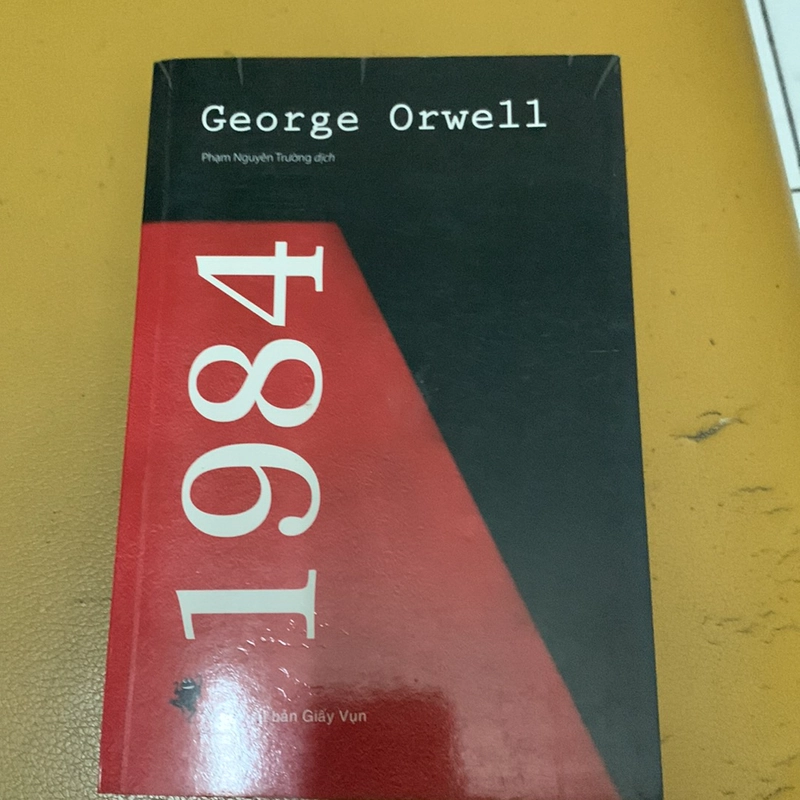 George Orwell
Phạm Nguyên Trường dịch
1984
bản Giấy Vụn